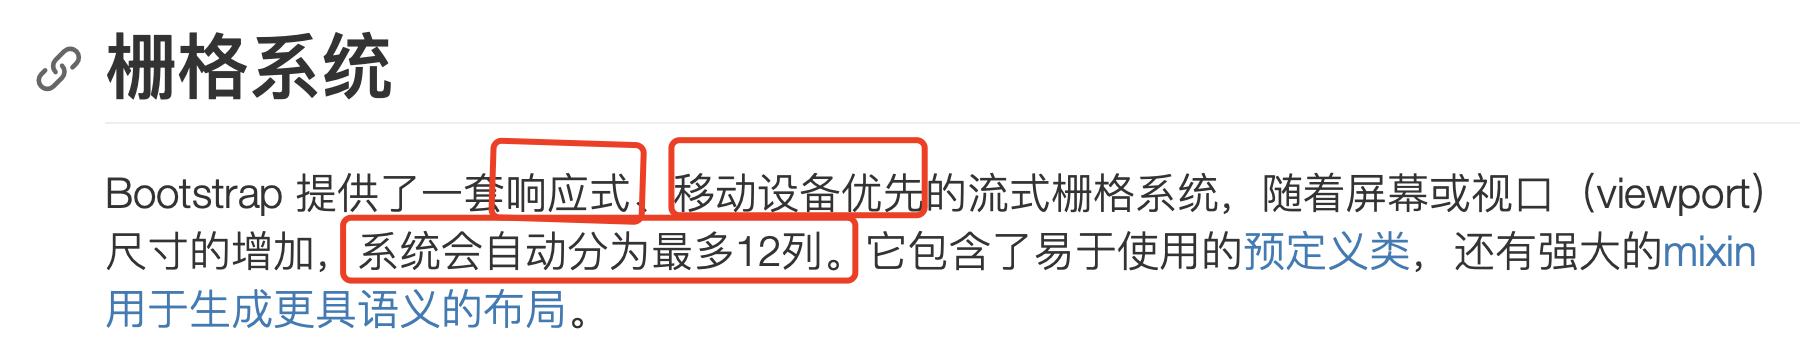 栅格系统
Bootstrap 提供了一套响应式、移动设备优先的流式栅格系统，随着屏幕或视口（viewport）
尺寸的增加，系统会自动分为最多12列。它包含了易于使用的预定义类，还有强大的mixin
用于生成更具语义的布局。